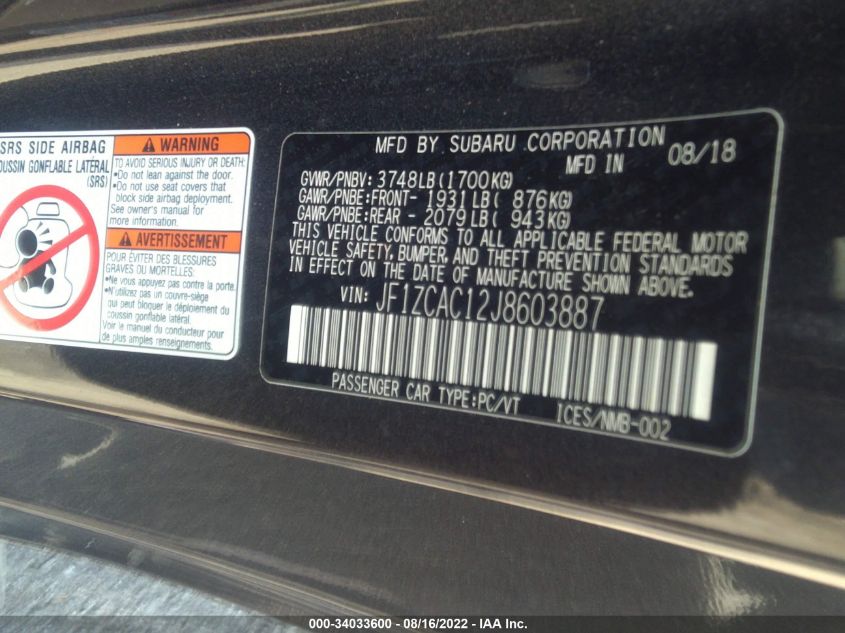 SRS SIDE AIRBAG
COUSSIN GONFLABLE LATÉRAL
(SRS)
WARNING
TO AVOID SERIOUS INJURY OR DEATH:
•Do not lean against the door.
•Do not use seat covers that
block side airbag deployment.
See owner's manual for
more information.
AVERTISSEMENT
POUR ÉVITER DES BLESSURES
GRAVES OU MORTELLES:
•Ne vous appuyez pas contre la porte.
•N'utilisez pas un couvre-siège
qui peut bloquer le déploiement du
coussin gonflable latéral.
Voir le manuel du conducteur pour
de plus amples renseignements.
MFD BY SUBARU CORPORATION
MFD IN 08/18
GVWR/PNBV: 3748LB(1700KG)
GAWR/PNBE:FRONT- 1931LB( 876KG)
GAWR/PNBE:REAR - 2079LB( 943KG)
THIS VEHICLE CONFORMS TO ALL APPLICABLE FEDERAL MOTOR
VEHICLE SAFETY, BUMPER, AND THEFT PREVENTION STANDARDS
IN EFFECT ON THE DATE OF MANUFACTURE SHOWN ABOVE.
VIN: JF1ZCAC12J8603887
PASSENGER CAR TYPE:PC/VT ICES/NMB-002
000-34033600 - 08/16/2022 - IAA Inc.